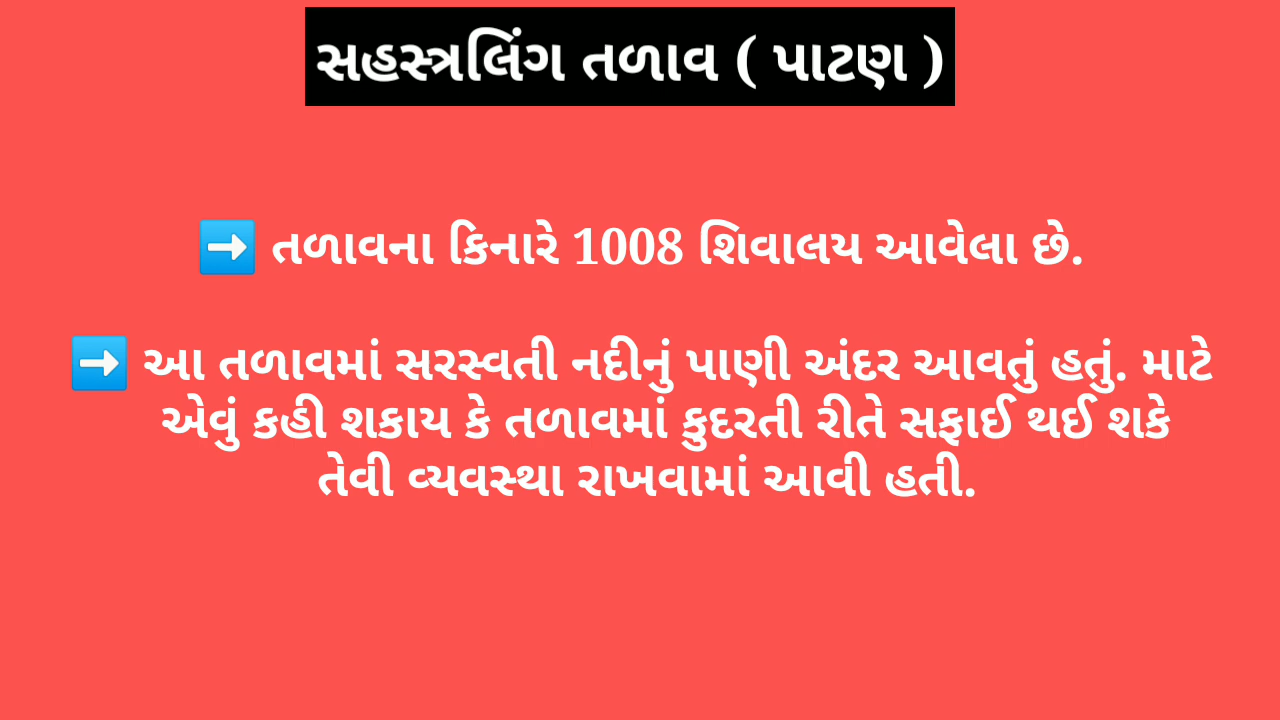 સહસ્ત્રલિંગ તળાવ ( પાટણ )
➡️ તળાવના કિનારે 1008 શિવાલય આવેલા છે.
➡️ આ તળાવમાં સરસ્વતી નદીનું પાણી અંદર આવતું હતું. માટે
એવું કહી શકાય કે તળાવમાં કુદરતી રીતે સફાઈ થઈ શકે
તેવી વ્યવસ્થા રાખવામાં આવી હતી.